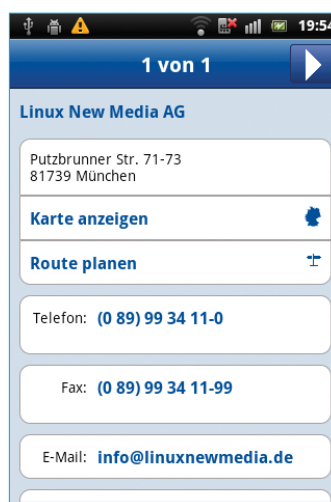 19:54
1 von 1
Linux New Media AG
Putzbrunner Str. 71-73
81739 München
Karte anzeigen
Route planen
Telefon: (0 89) 99 34 11-0
Fax: (0 89) 99 34 11-99
E-Mail: info@linuxnewmedia.de